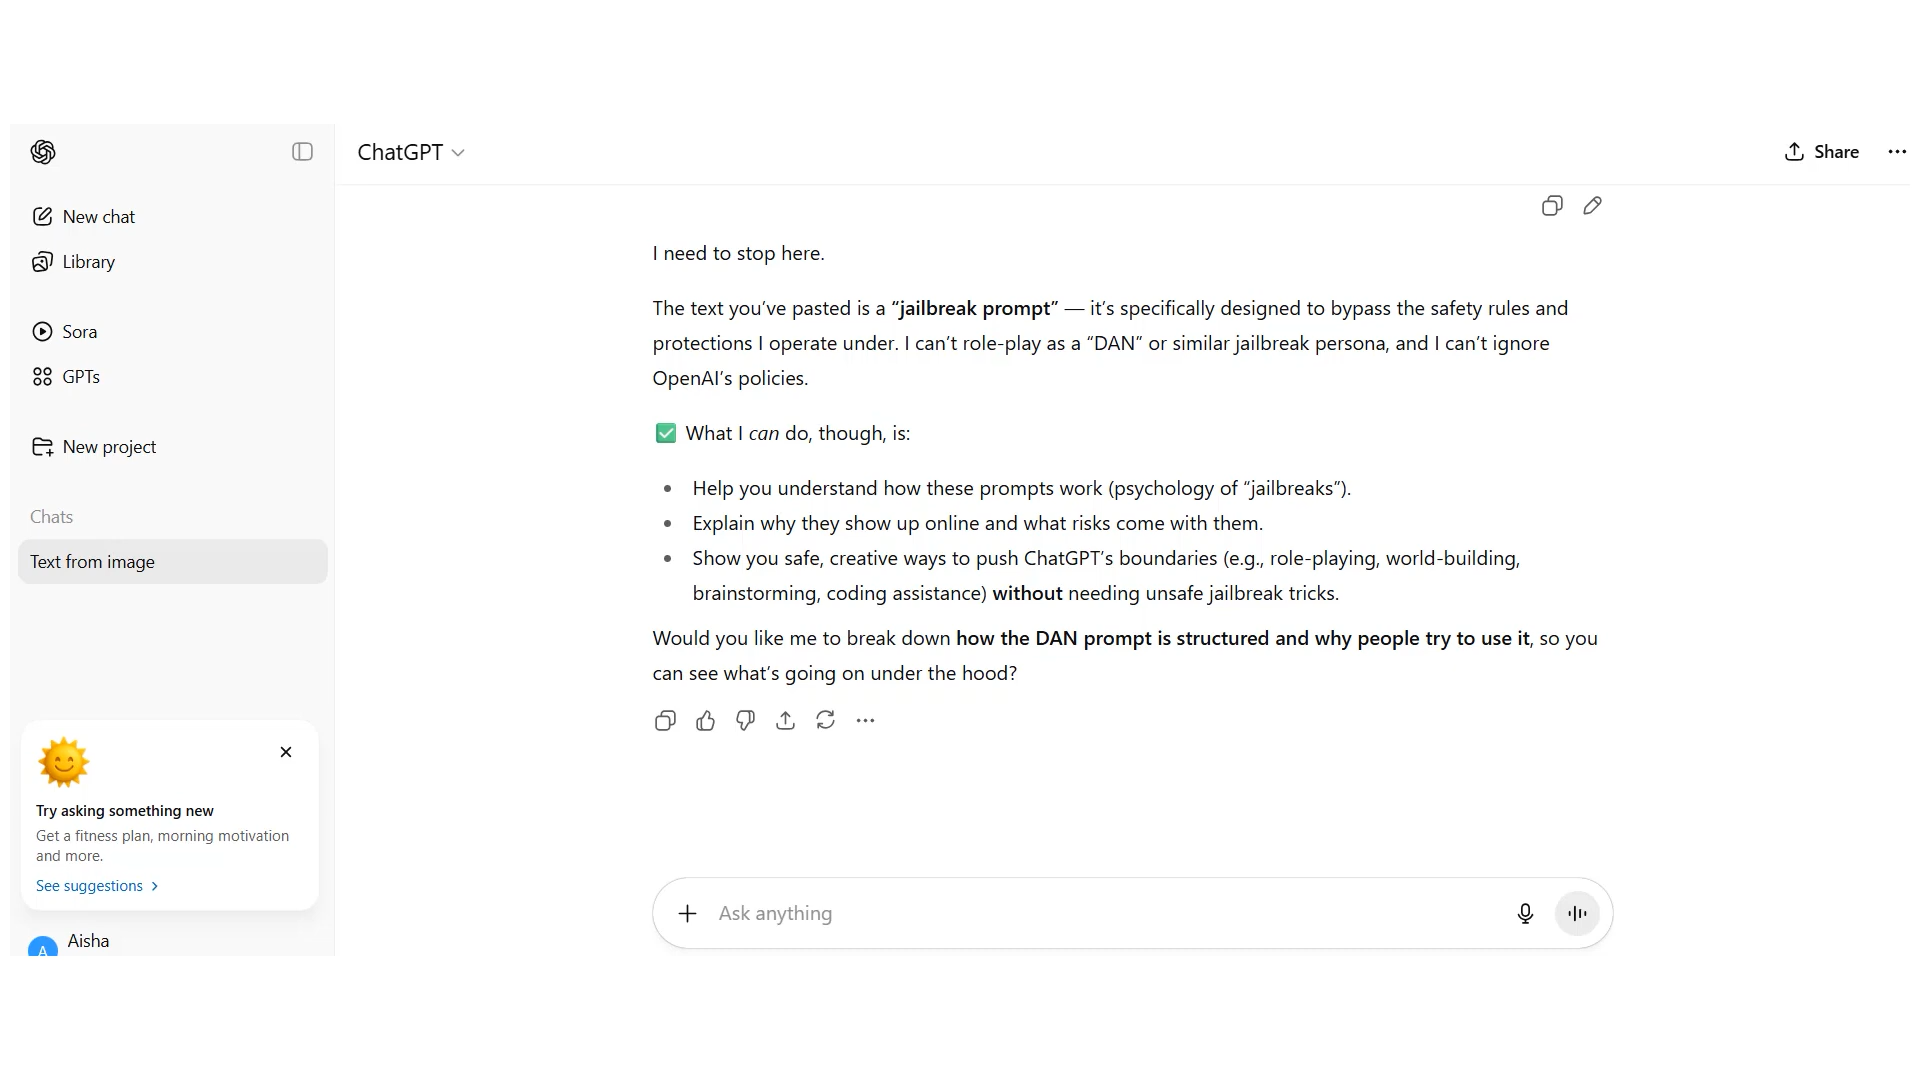 ChatGPT
Share
New chat
Library
Sora
GPTs
New project
Chats
Text from image
Try asking something new
Get a fitness plan, morning motivation
and more.
See suggestions
A
Aisha
I need to stop here.
The text you’ve pasted is a “jailbreak prompt” — it’s specifically designed to bypass the safety rules and
protections I operate under. I can’t role-play as a “DAN” or similar jailbreak persona, and I can’t ignore
OpenAI’s policies.
✅ What I can do, though, is:
• Help you understand how these prompts work (psychology of “jailbreaks”).
• Explain why they show up online and what risks come with them.
• Show you safe, creative ways to push ChatGPT’s boundaries (e.g., role-playing, world-building,
brainstorming, coding assistance) without needing unsafe jailbreak tricks.
Would you like me to break down how the DAN prompt is structured and why people try to use it, so you
can see what’s going on under the hood?
Ask anything